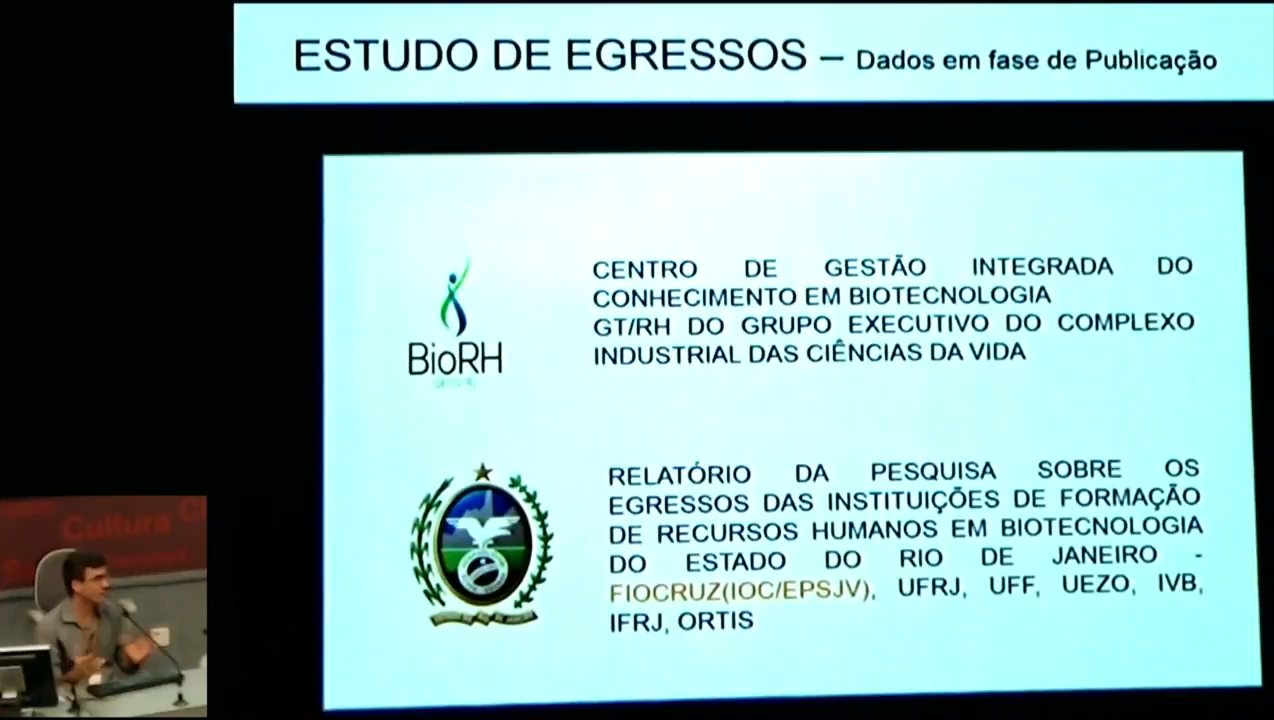 ESTUDO DE EGRESSOS – Dados em fase de Publicação
CENTRO DE GESTÃO INTEGRADA DO
CONHECIMENTO EM BIOTECNOLOGIA
GT/RH DO GRUPO EXECUTIVO DO COMPLEXO
INDUSTRIAL DAS CIÊNCIAS DA VIDA
BioRH
RELATÓRIO DA PESQUISA SOBRE OS
EGRESSOS DAS INSTITUIÇÕES DE FORMAÇÃO
DE RECURSOS HUMANOS EM BIOTECNOLOGIA
DO ESTADO DO RIO DE JANEIRO -
FIOCRUZ(IOC/EPSJV), UFRJ, UFF, UEZO, IVB,
IFRJ, ORTIS
Cultura C